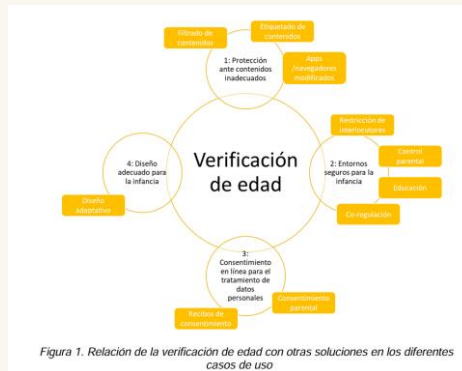 Filtrado de
contenidos
Etiquetado de
contenidos
Apps
/navegadores
modificados
1: Protección
ante contenidos
inadecuados
Restricción de
interlocutores
Control
parental
2: Entornos
seguros para la
infancia
Educación
Co-regulación
Verificación
de edad
4: Diseño
adecuado para
la infancia
Diseño
adaptativo
3:
Consentimiento
en línea para el
tratamiento de
datos
personales
Consentimiento
parental
Recibos de
consentimiento
Figura 1. Relación de la verificación de edad con otras soluciones en los diferentes
casos de uso